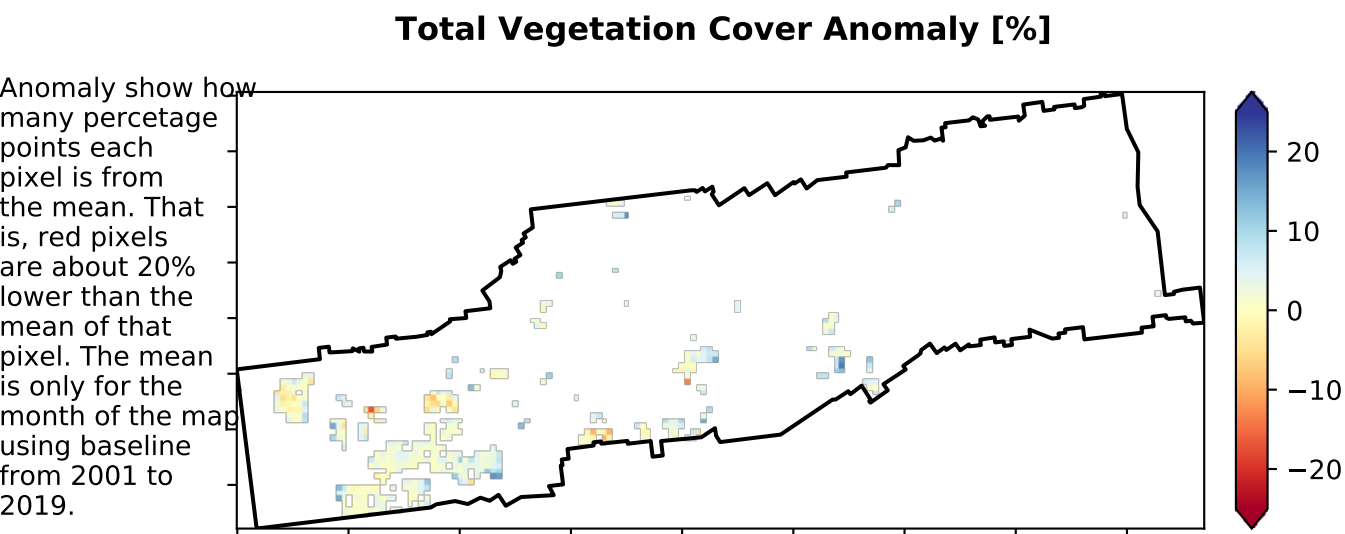 Total Vegetation Cover Anomaly [%]
Anomaly show how
many percetage
points each
pixel is from
the mean. That
is, red pixels
are about 20%
lower than the
mean of that
pixel. The mean
is only for the
month of the map
using baseline
from 2001 to
2019.
20
10
0
−10
−20